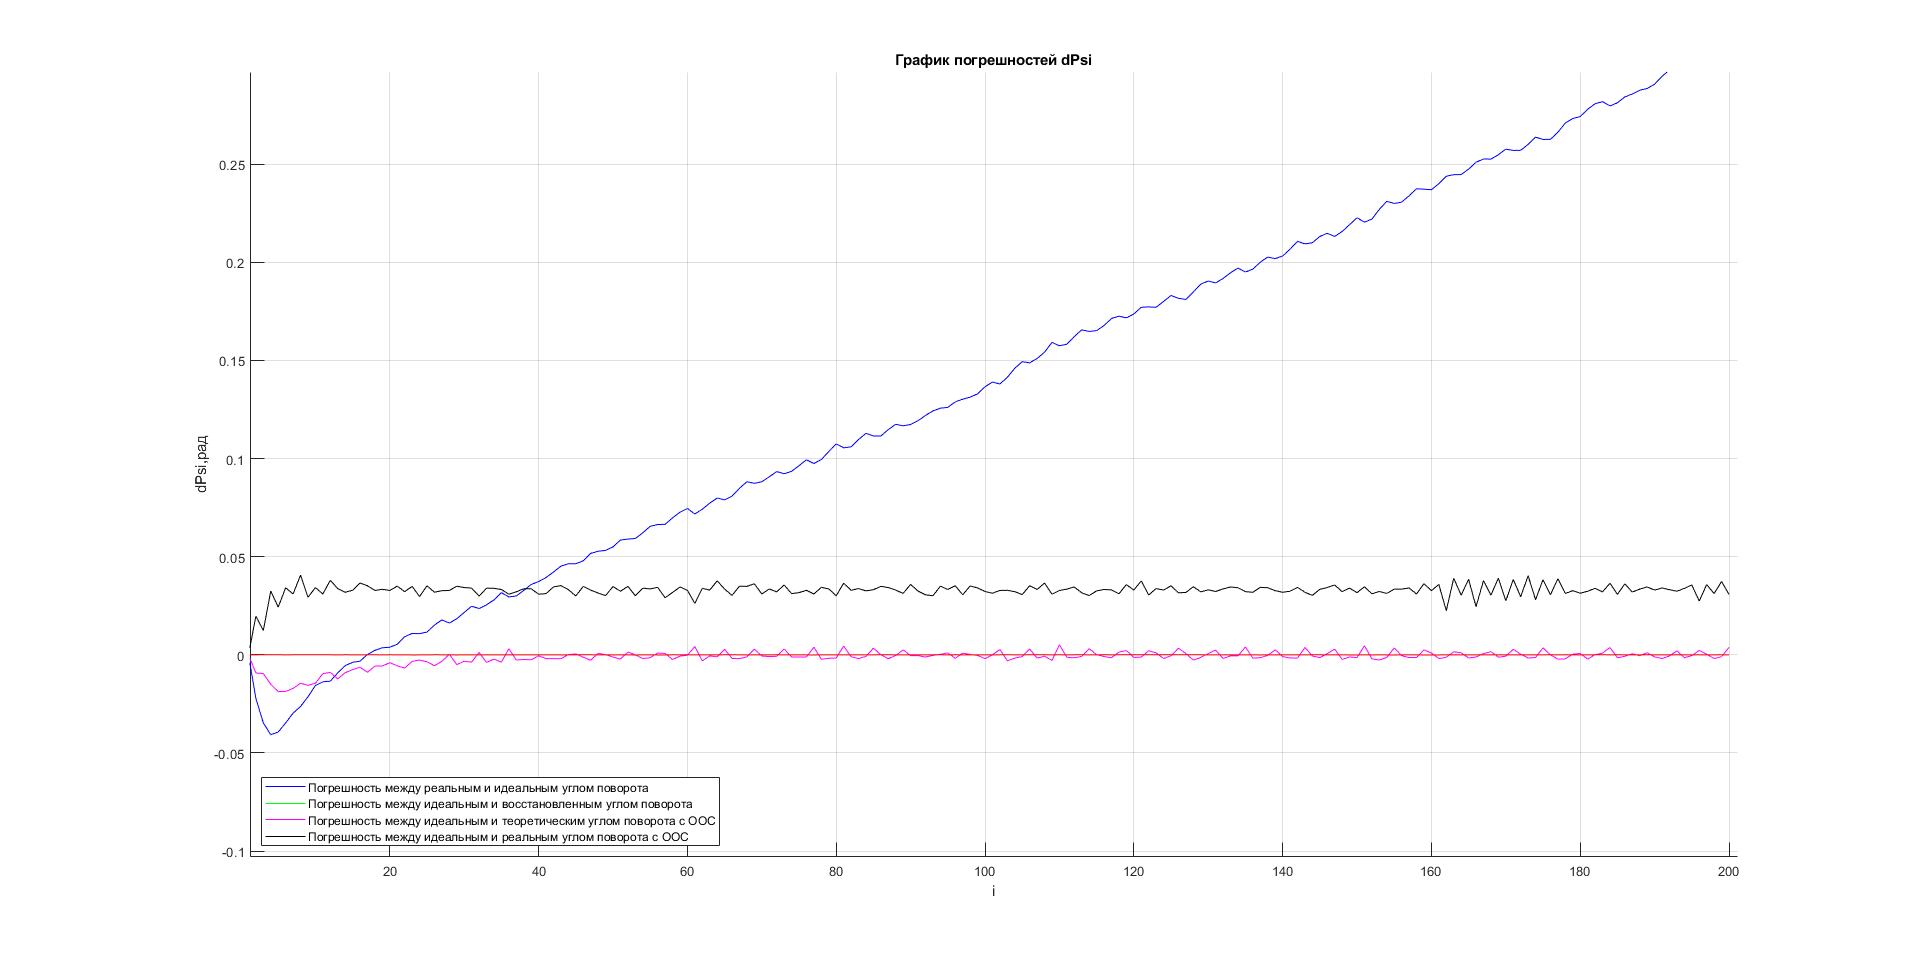 График погрешностей dPsi
0.25
0.2
0.15
0.1
0.05
0
-0.05
-0.1
dPsi,рад
Погрешность между реальным и идеальным углом поворота
Погрешность между идеальным и восстановленным углом поворота
Погрешность между идеальным и теоретическим углом поворота с ООС
Погрешность между идеальным и реальным углом поворота с ООС
20 40 60 80 100 120 140 160 180 200
i